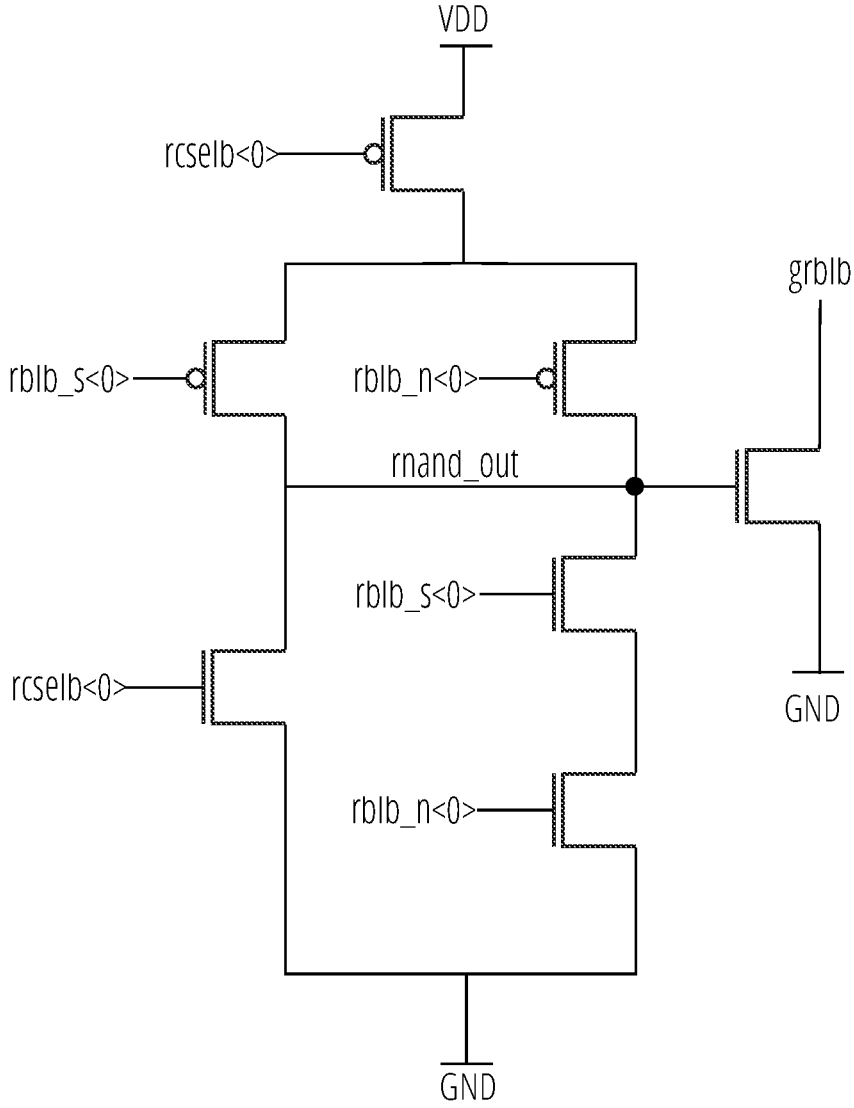 VDD
rcselb<0>
grblb
rblb_s<0>
rblb_n<0>
rnand_out
rblb_s<0>
rcselb<0>
GND
rblb_n<0>
GND